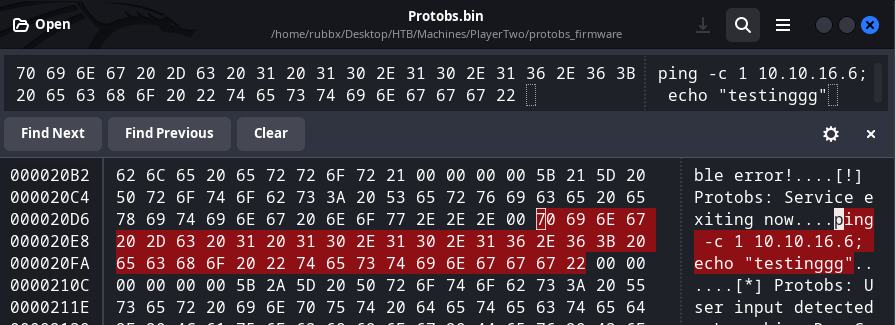 Open
Protobs.bin
/home/rubbx/Desktop/HTB/Machines/PlayerTwo/protobs_firmware
70 69 6E 67 20 2D 63 20 31 20 31 30 2E 31 30 2E 31 36 2E 36 3B ping -c 1 10.10.16.6;
20 65 63 68 6F 20 22 74 65 73 74 69 6E 67 67 67 22 echo "testinggg"
Find Next Find Previous Clear
000020B2 62 6C 65 20 65 72 72 6F 72 21 00 00 00 00 5B 21 5D 20 ble error!....[!]
000020C4 50 72 6F 74 6F 62 73 3A 20 53 65 72 76 69 63 65 20 65 Protobs: Service e
000020D6 78 69 74 69 6E 67 20 6E 6F 77 2E 2E 2E 00 70 69 6E 67 xiting now....ping
000020E8 20 2D 63 20 31 20 31 30 2E 31 30 2E 31 36 2E 36 3B 20 -c 1 10.10.16.6;
000020FA 65 63 68 6F 20 22 74 65 73 74 69 6E 67 67 67 22 00 00 echo "testinggg"..
0000210C 00 00 00 00 5B 2A 5D 20 50 72 6F 74 6F 62 73 3A 20 55 ....[*] Protobs: U
0000211E 73 65 72 20 69 6E 70 75 74 20 64 65 74 65 63 74 65 64 ser input detected